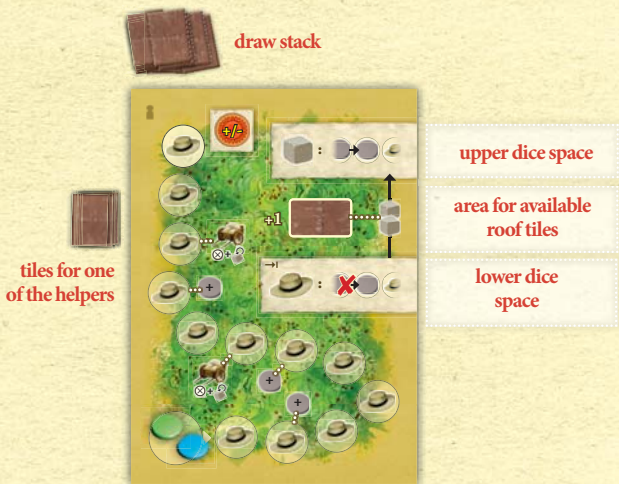 draw stack
+/-
:
upper dice space
+1
area for available
roof tiles
tiles for one
of the helpers
+
+
:
lower dice
space
+
+
+